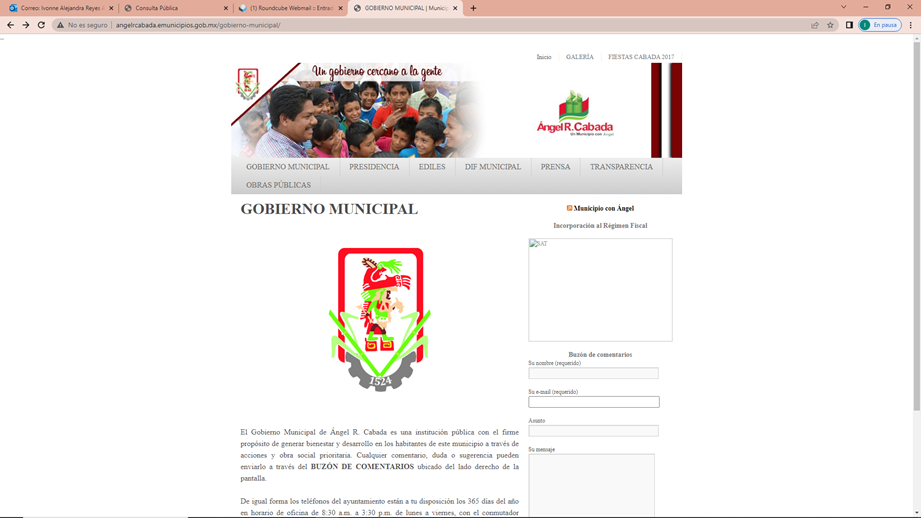 Correo: Ivonne Alejandra Reyes A
Consulta Pública
(1) Roundcube Webmail :: Entrad
GOBIERNO MUNICIPAL | Munici
No es seguro
angelrcabada.emunicipios.gob.mx/gobierno-municipal/
En pausa
Inicio GALERÍA FIESTAS CABADA 2017
Un gobierno cercano a la gente
Ángel R. Cabada
Un Municipio con Ángel
GOBIERNO MUNICIPAL PRESIDENCIA EDILES DIF MUNICIPAL PRENSA TRANSPARENCIA
OBRAS PÚBLICAS
GOBIERNO MUNICIPAL
1524
El Gobierno Municipal de Ángel R. Cabada es una institución pública con el firme
propósito de generar bienestar y desarrollo en los habitantes de este municipio a través de
acciones y obra social prioritaria. Cualquier comentario, duda o sugerencia pueden
enviarlo a través del BUZÓN DE COMENTARIOS ubicado del lado derecho de la
pantalla.
De igual forma los teléfonos del ayuntamiento están a tu disposición los 365 días del año
en horario de oficina de 8:30 a.m. a 3:30 p.m. de lunes a viernes, con el conmutador
Municipio con Ángel
Incorporación al Régimen Fiscal
SAT
Buzón de comentarios
Su nombre (requerido)
Su e-mail (requerido)
Asunto
Su mensaje